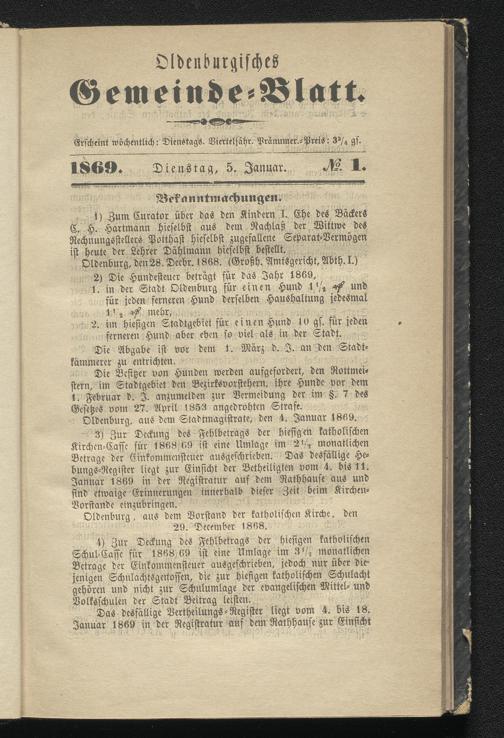 Oldenburgisches
Gemeinde-Blatt.
Erscheint wöchentlich: Dienstags. Vierteljähr. Pränumer.-Preis: 3¾ gs.
1869. Dienstag, 5. Januar. № 1.
Bekanntmachungen.
1) Zum Curator über das den Kindern I. Ehe des Bäckers
C. H. Hartmann hieselbst aus dem Nachlaß der Wittwe des
Rechnungsstellers Potthast hieselbst zugefallene Separat-Vermögen
ist heute der Lehrer Dählmann hieselbst bestellt.
Oldenburg, den 28. Decbr. 1868. (Großh. Amtsgericht, Abth. I.)
2) Die Hundesteuer beträgt für das Jahr 1869,
1. in der Stadt Oldenburg für einen Hund 1½ ₰ und
für jeden ferneren Hund derselben Haushaltung jedesmal
1½ ₰ mehr,
2. im hiesigen Stadtgebiet für einen Hund 10 gs. für jeden
ferneren Hund aber eben so viel als in der Stadt.
Die Abgabe ist vor dem 1. März d. J. an den Stadt-
kämmerer zu entrichten.
Die Besitzer von Hunden werden aufgefordert, den Rottmei-
stern, im Stadtgebiet den Bezirksvorstehern, ihre Hunde vor dem
1. Februar d. J. anzumelden zur Vermeidung der im §. 7 des
Gesetzes vom 27. April 1853 angedrohten Strafe.
Oldenburg, aus dem Stadtmagistrate, den 4. Januar 1869.
3) Zur Deckung des Fehlbetrags der hiesigen katholischen
Kirchen-Casse für 1868/69 ist eine Umlage im monatlichen
Betrage der Einkommensteuer ausgeschrieben. Das desfällige He-
bungs-Register liegt zur Einsicht der Betheiligten vom 4. bis 11.
Januar 1869 in der Registratur auf dem Rathhause aus und
sind etwaige Erinnerungen innerhalb dieser Zeit beim Kirchen-
Vorstande einzubringen.
Oldenburg, aus dem Vorstand der katholischen Kirche, den
29. December 1868.
4) Zur Deckung des Fehlbetrags der hiesigen katholischen
Schul-Casse für 1868/69 ist eine Umlage im monatlichen
Betrage der Einkommensteuer ausgeschrieben, jedoch nur über die-
jenigen Schulachtsgenossen, die zur hiesigen katholischen Schulacht
gehören und nicht zur Schulumlage der evangelischen Mittel- und
Volksschulen der Stadt Beitrag leisten.
Das desfällige Vertheilungs-Register liegt vom 4. bis 18.
Januar 1869 in der Registratur auf dem Rathhause zur Einsicht